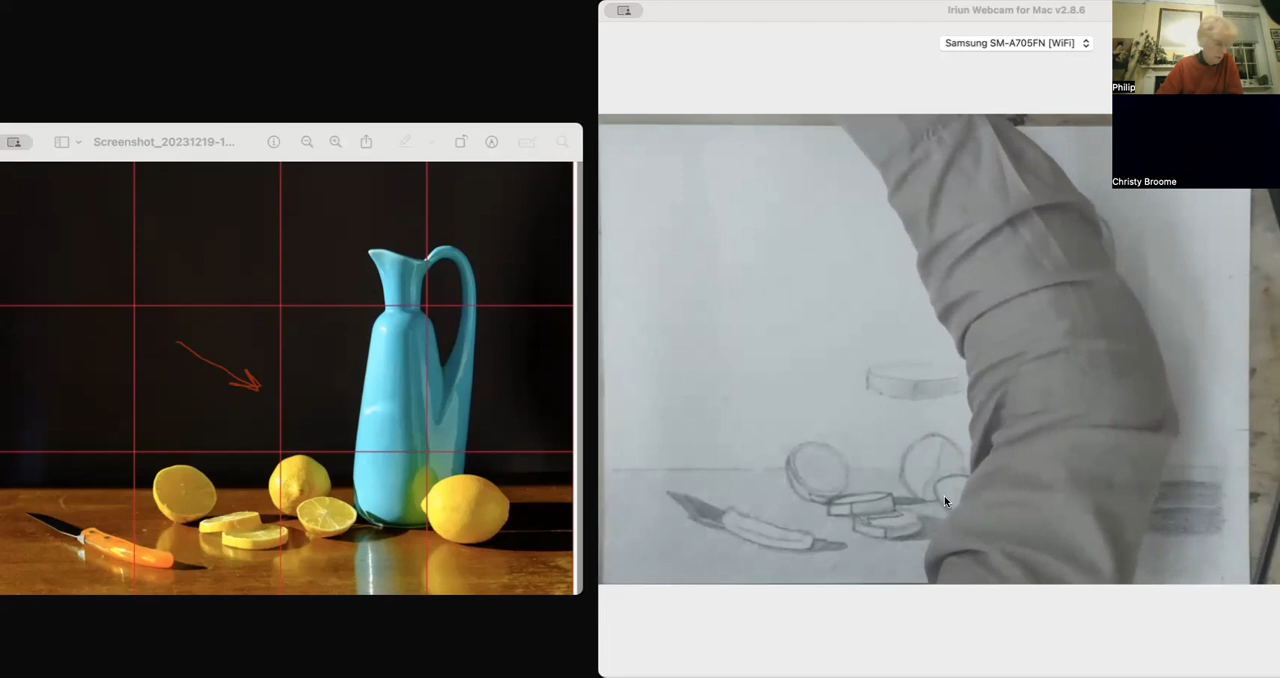 Iriun Webcam for Mac v2.8.6
Samsung SM-A705FN [WiFi]
Philip
Screenshot_20231219-1...
Christy Broome